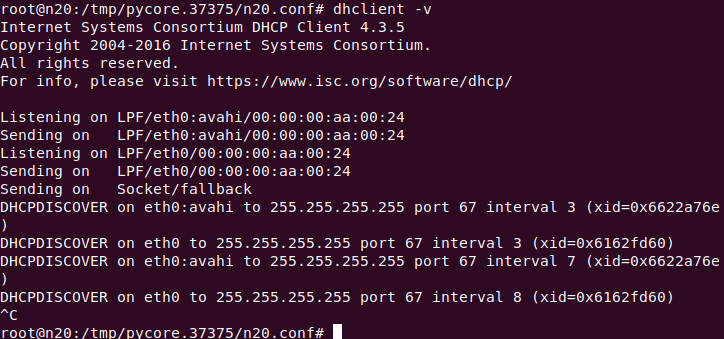 root@n20:/tmp/pycore.37375/n20.conf# dhclient -v
Internet Systems Consortium DHCP Client 4.3.5
Copyright 2004-2016 Internet Systems Consortium.
All rights reserved.
For info, please visit https://www.isc.org/software/dhcp/

Listening on LPF/eth0:avahi/00:00:00:aa:00:24
Sending on   LPF/eth0:avahi/00:00:00:aa:00:24
Listening on LPF/eth0/00:00:00:aa:00:24
Sending on   LPF/eth0/00:00:00:aa:00:24
Sending on   Socket/fallback
DHCPDISCOVER on eth0:avahi to 255.255.255.255 port 67 interval 3 (xid=0x6622a76e
)
DHCPDISCOVER on eth0 to 255.255.255.255 port 67 interval 3 (xid=0x6162fd60)
DHCPDISCOVER on eth0:avahi to 255.255.255.255 port 67 interval 7 (xid=0x6622a76e
)
DHCPDISCOVER on eth0 to 255.255.255.255 port 67 interval 8 (xid=0x6162fd60)
^C
root@n20:/tmp/pycore.37375/n20.conf#